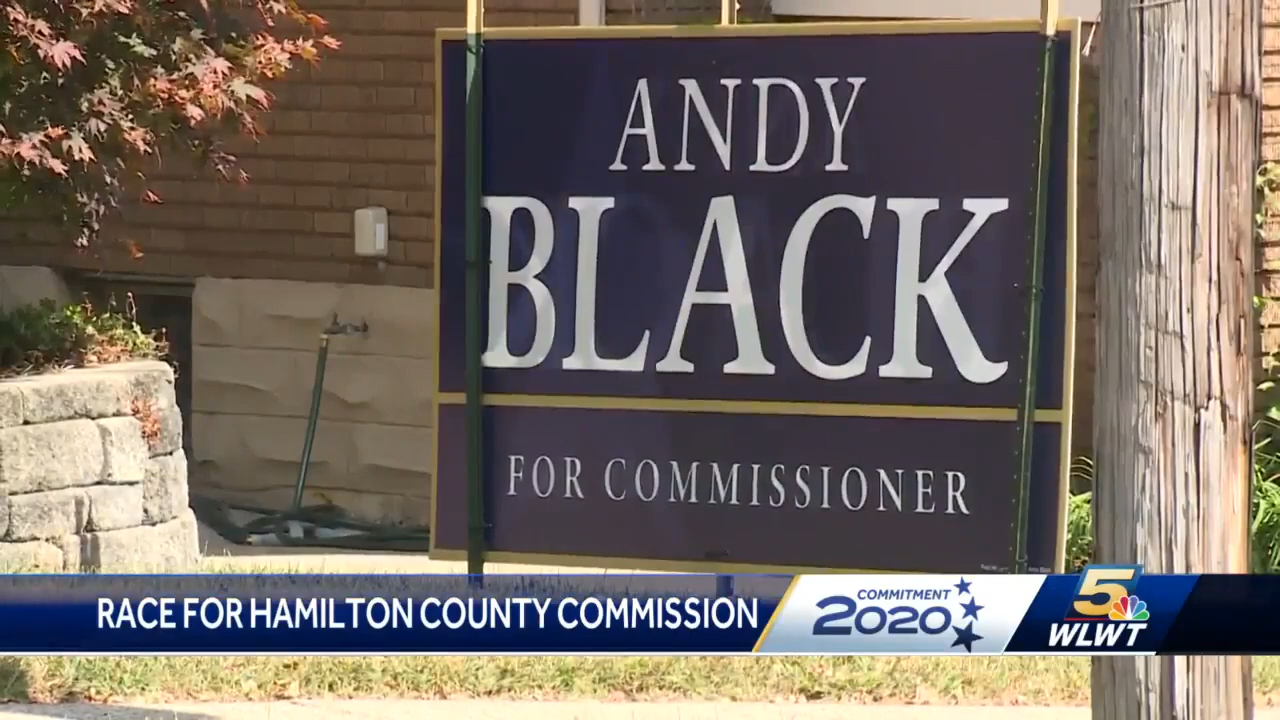 ANDY
BLACK
FOR COMMISSIONER
RACE FOR HAMILTON COUNTY COMMISSION
COMMITMENT
2020
5
WLWT